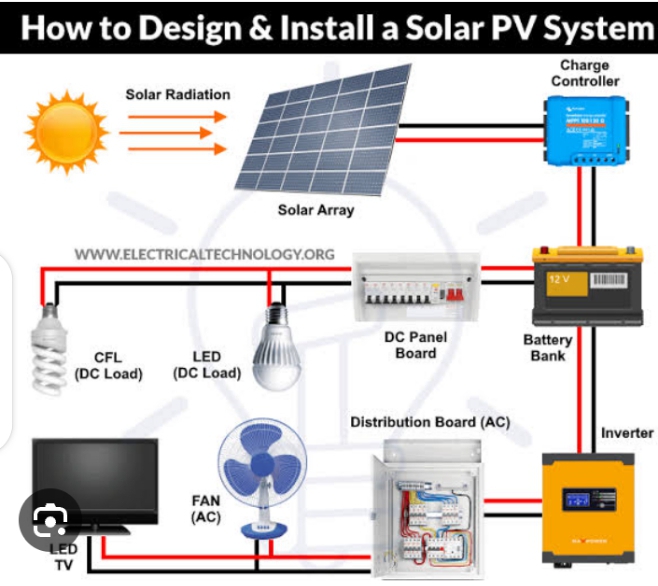 How to Design & Install a Solar PV System
Charge
Controller
Solar Radiation
Solar Array
WWW.ELECTRICALTECHNOLOGY.ORG
12 V
CFL
(DC Load)
LED
(DC Load)
DC Panel
Board
Battery
Bank
Distribution Board (AC)
Inverter
FAN
(AC)
LED
TV